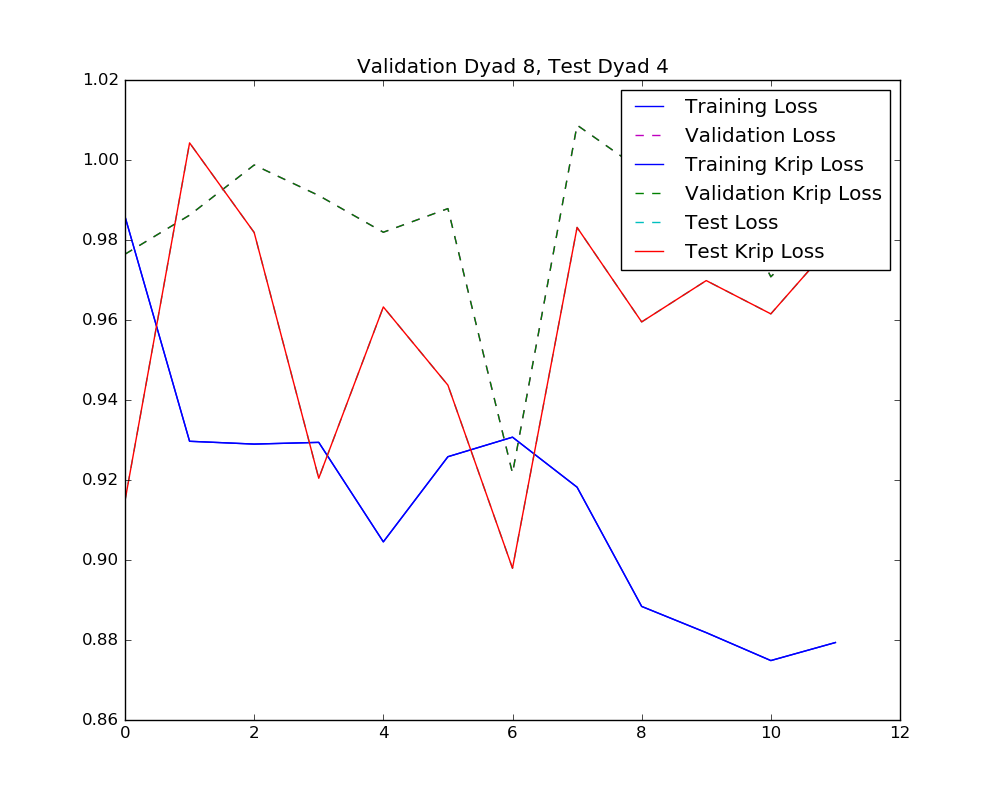 Validation Dyad 8, Test Dyad 4
1.02
1.00
0.98
0.96
0.94
0.92
0.90
0.88
0.86
Training Loss
Validation Loss
Training Krip Loss
Validation Krip Loss
Test Loss
Test Krip Loss
0 2 4 6 8 10 12